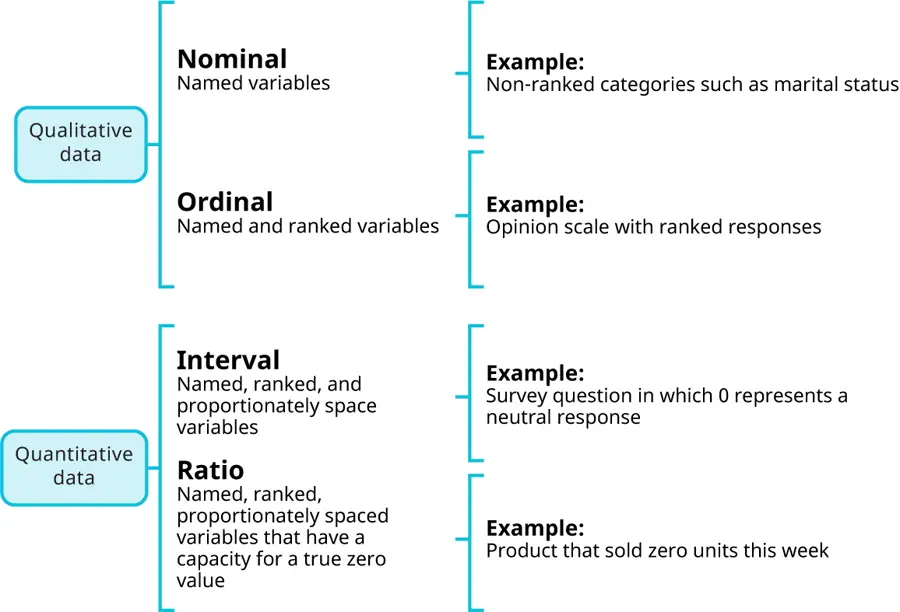 Qualitative
data
Nominal
Named variables
Example:
Non-ranked categories such as marital status
Ordinal
Named and ranked variables
Example:
Opinion scale with ranked responses
Quantitative
data
Interval
Named, ranked, and
proportionately space
variables
Example:
Survey question in which 0 represents a
neutral response
Ratio
Named, ranked,
proportionately spaced
variables that have a
capacity for a true zero
value
Example:
Product that sold zero units this week